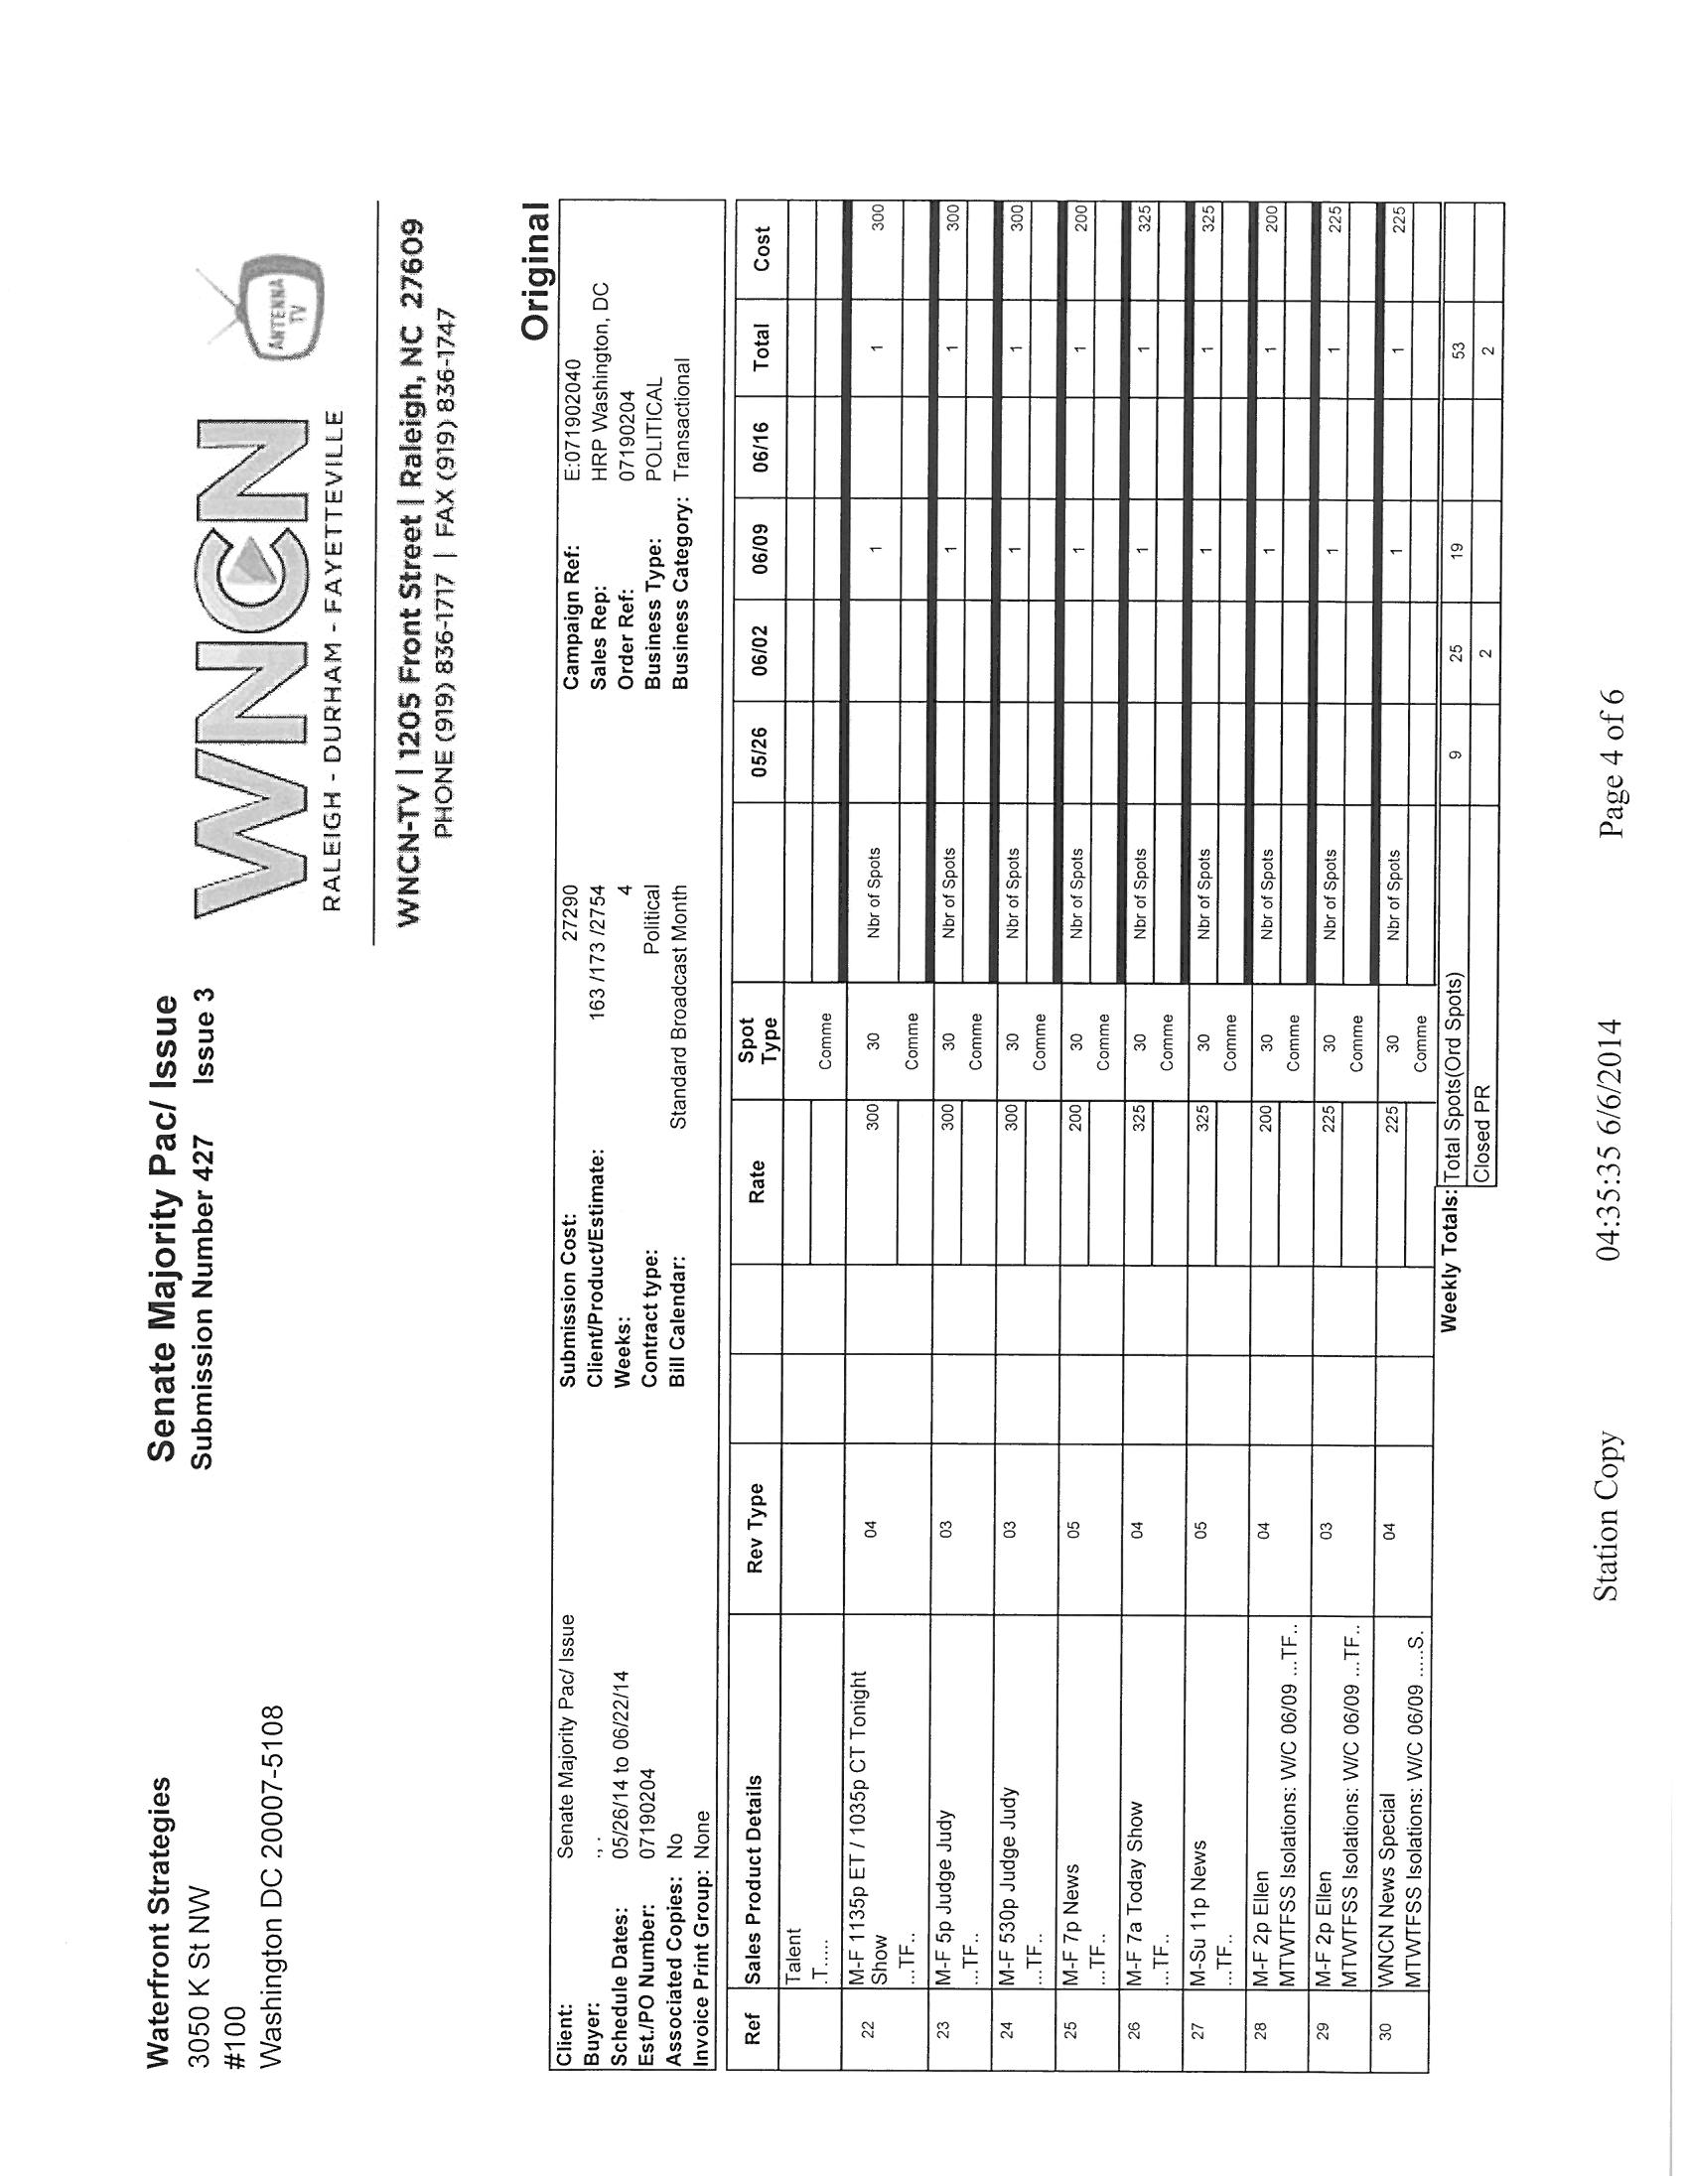 Waterfront Strategies
3050 K St NW
#100
Washington DC 20007-5108
Senate Majority Pac/ Issue
Submission Number 427 Issue 3
WNCN
RALEIGH - DURHAM - FAYETTEVILLE
ANTENNA
TV
WNCN-TV | 1205 Front Street | Raleigh, NC 27609
PHONE (919) 836-1717 | FAX (919) 836-1747
Original
Client: Senate Majority Pac/ Issue Submission Cost: 27290 Campaign Ref: E:071902040
Buyer: ., . Client/Product/Estimate: 163 /173 /2754 Sales Rep: HRP Washington, DC
Schedule Dates: 05/26/14 to 06/22/14 Weeks: 4 Order Ref: 07190204
Est./PO Number: 07190204 Contract type: Political Business Type: POLITICAL
Associated Copies: No Bill Calendar: Standard Broadcast Month Business Category: Transactional
Invoice Print Group: None
Ref Sales Product Details Rev Type Rate Spot Type 05/26 06/02 06/09 06/16 Total Cost
Talent
.T..... Comme
22 M-F 1135p ET / 1035p CT Tonight 04 300 30 Nbr of Spots 1 1 300
Show
...TF.. Comme
23 M-F 5p Judge Judy 03 300 30 Nbr of Spots 1 1 300
...TF.. Comme
24 M-F 530p Judge Judy 03 300 30 Nbr of Spots 1 1 300
...TF.. Comme
25 M-F 7p News 05 200 30 Nbr of Spots 1 1 200
...TF.. Comme
26 M-F 7a Today Show 04 325 30 Nbr of Spots 1 1 325
...TF.. Comme
27 M-Su 11p News 05 325 30 Nbr of Spots 1 1 325
...TF.. Comme
28 M-F 2p Ellen 04 200 30 Nbr of Spots 1 1 200
MTWTFSS Isolations: W/C 06/09 ...TF.. Comme
29 M-F 2p Ellen 03 225 30 Nbr of Spots 1 1 225
MTWTFSS Isolations: W/C 06/09 ...TF.. Comme
30 WNCN News Special 04 225 30 Nbr of Spots 1 1 225
MTWTFSS Isolations: W/C 06/09 .....S. Comme
Weekly Totals: Total Spots(Ord Spots) 9 25 19 53
Closed PR 2 2
Station Copy 04:35:35 6/6/2014 Page 4 of 6